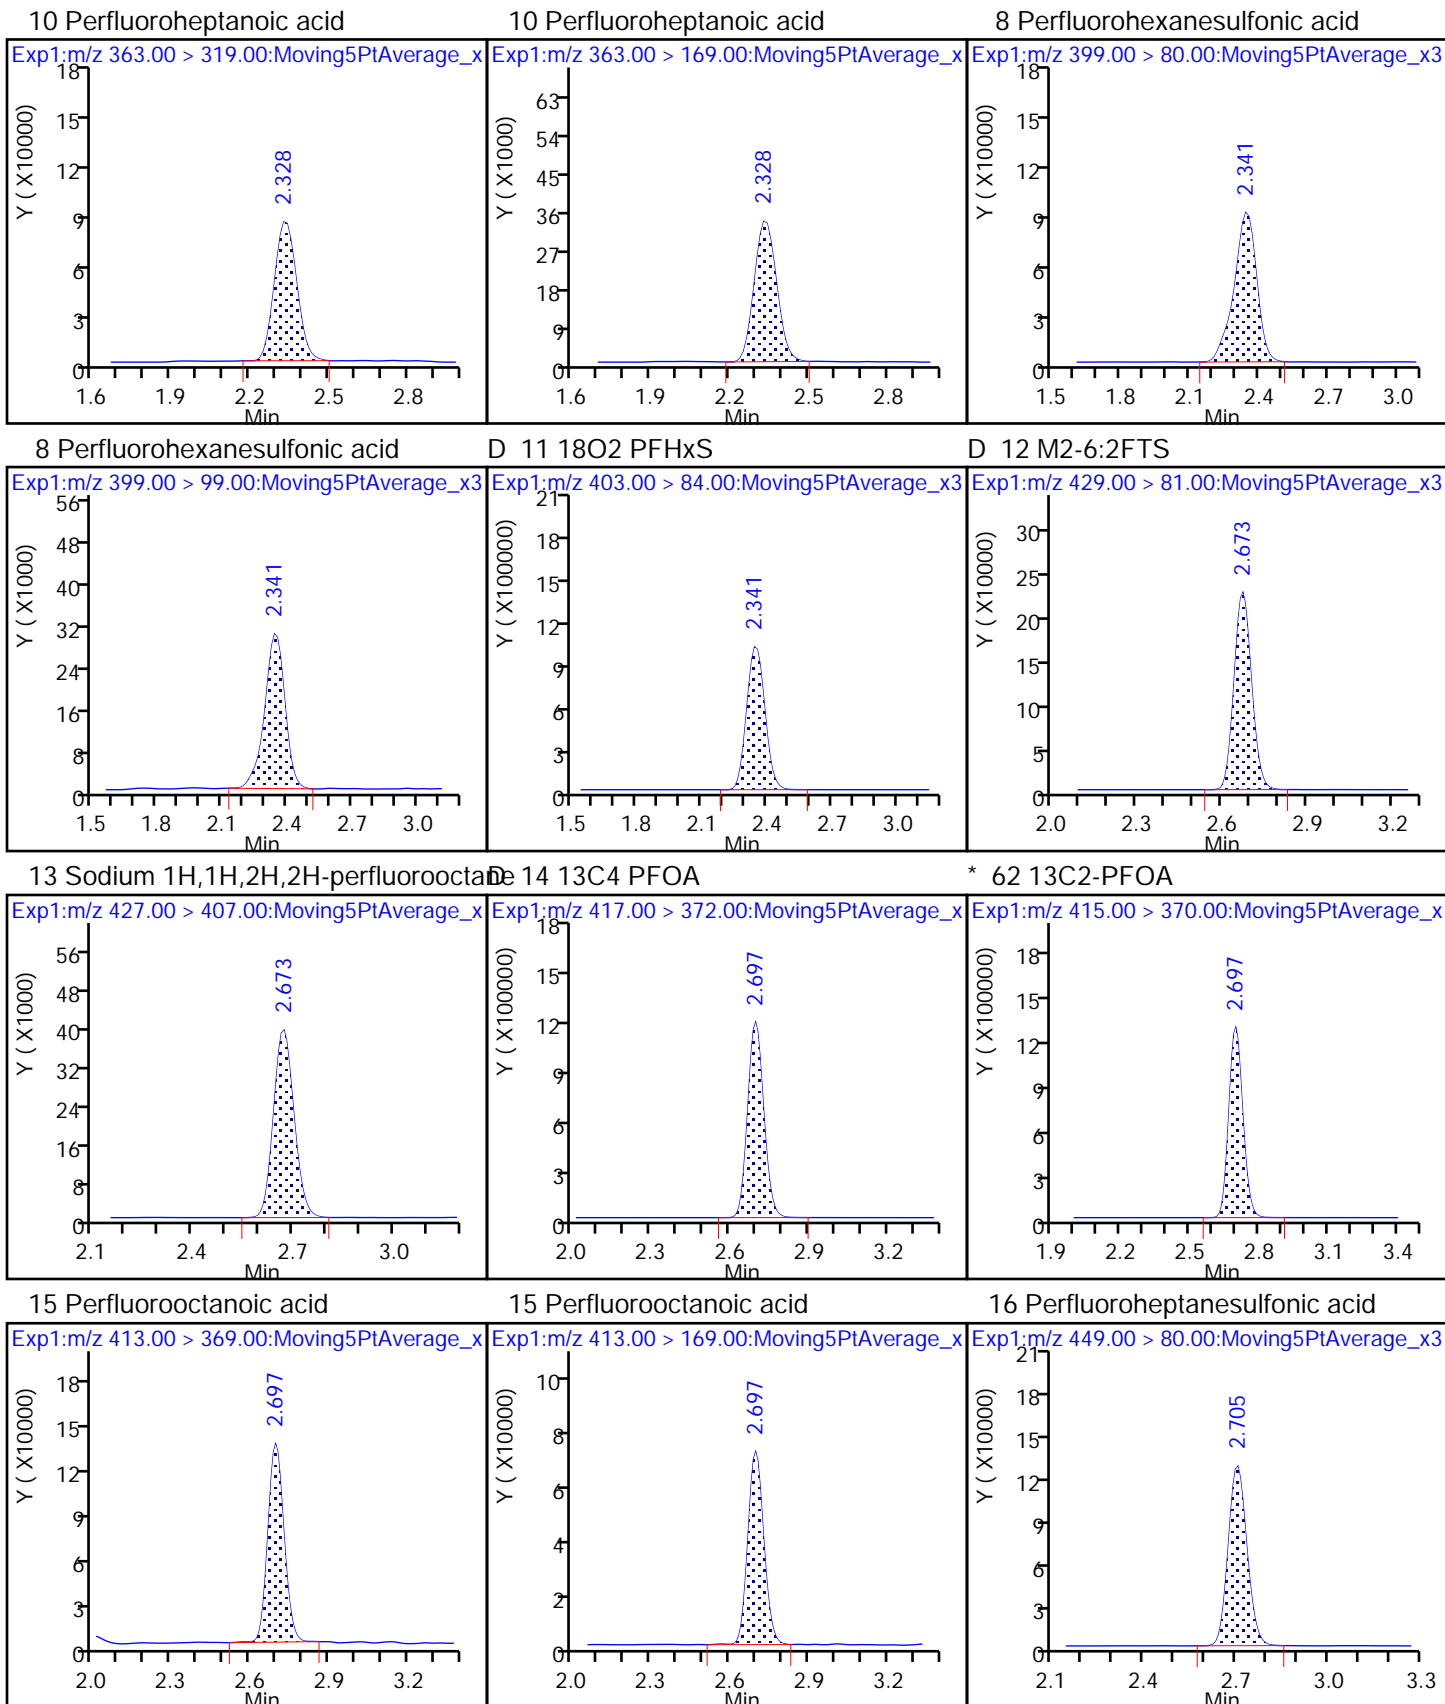 10 Perfluoroheptanoic acid
Exp1:m/z 363.00 > 319.00:Moving5PtAverage_x
Y ( X10000)
18
15
12
9
6
3
0
2.328
1.6 1.9 2.2 2.5 2.8
Min
10 Perfluoroheptanoic acid
Exp1:m/z 363.00 > 169.00:Moving5PtAverage_x
Y ( X1000)
63
54
45
36
27
18
9
0
2.328
1.6 1.9 2.2 2.5 2.8
Min
8 Perfluorohexanesulfonic acid
Exp1:m/z 399.00 > 80.00:Moving5PtAverage_x3
Y ( X10000)
18
15
12
9
6
3
0
2.341
1.5 1.8 2.1 2.4 2.7 3.0
Min
8 Perfluorohexanesulfonic acid
Exp1:m/z 399.00 > 99.00:Moving5PtAverage_x3
Y ( X1000)
56
48
40
32
24
16
8
0
2.341
1.5 1.8 2.1 2.4 2.7 3.0
Min
D 11 18O2 PFHxS
Exp1:m/z 403.00 > 84.00:Moving5PtAverage_x3
Y ( X100000)
21
18
15
12
9
6
3
0
2.341
1.5 1.8 2.1 2.4 2.7 3.0
Min
D 12 M2-6:2FTS
Exp1:m/z 429.00 > 81.00:Moving5PtAverage_x3
Y ( X10000)
30
25
20
15
10
5
0
2.673
2.0 2.3 2.6 2.9 3.2
Min
13 Sodium 1H,1H,2H,2H-perfluorooctane
Exp1:m/z 427.00 > 407.00:Moving5PtAverage_x
Y ( X1000)
56
48
40
32
24
16
8
0
2.673
2.1 2.4 2.7 3.0
Min
D 14 13C4 PFOA
Exp1:m/z 417.00 > 372.00:Moving5PtAverage_x
Y ( X100000)
18
15
12
9
6
3
0
2.697
2.0 2.3 2.6 2.9 3.2
Min
* 62 13C2-PFOA
Exp1:m/z 415.00 > 370.00:Moving5PtAverage_x
Y ( X100000)
18
15
12
9
6
3
0
2.697
1.9 2.2 2.5 2.8 3.1 3.4
Min
15 Perfluorooctanoic acid
Exp1:m/z 413.00 > 369.00:Moving5PtAverage_x
Y ( X10000)
18
15
12
9
6
3
0
2.697
2.0 2.3 2.6 2.9 3.2
Min
15 Perfluorooctanoic acid
Exp1:m/z 413.00 > 169.00:Moving5PtAverage_x
Y ( X10000)
10
8
6
4
2
0
2.697
2.0 2.3 2.6 2.9 3.2
Min
16 Perfluoroheptanesulfonic acid
Exp1:m/z 449.00 > 80.00:Moving5PtAverage_x3
Y ( X10000)
21
18
15
12
9
6
3
0
2.705
2.1 2.4 2.7 3.0 3.3
Min